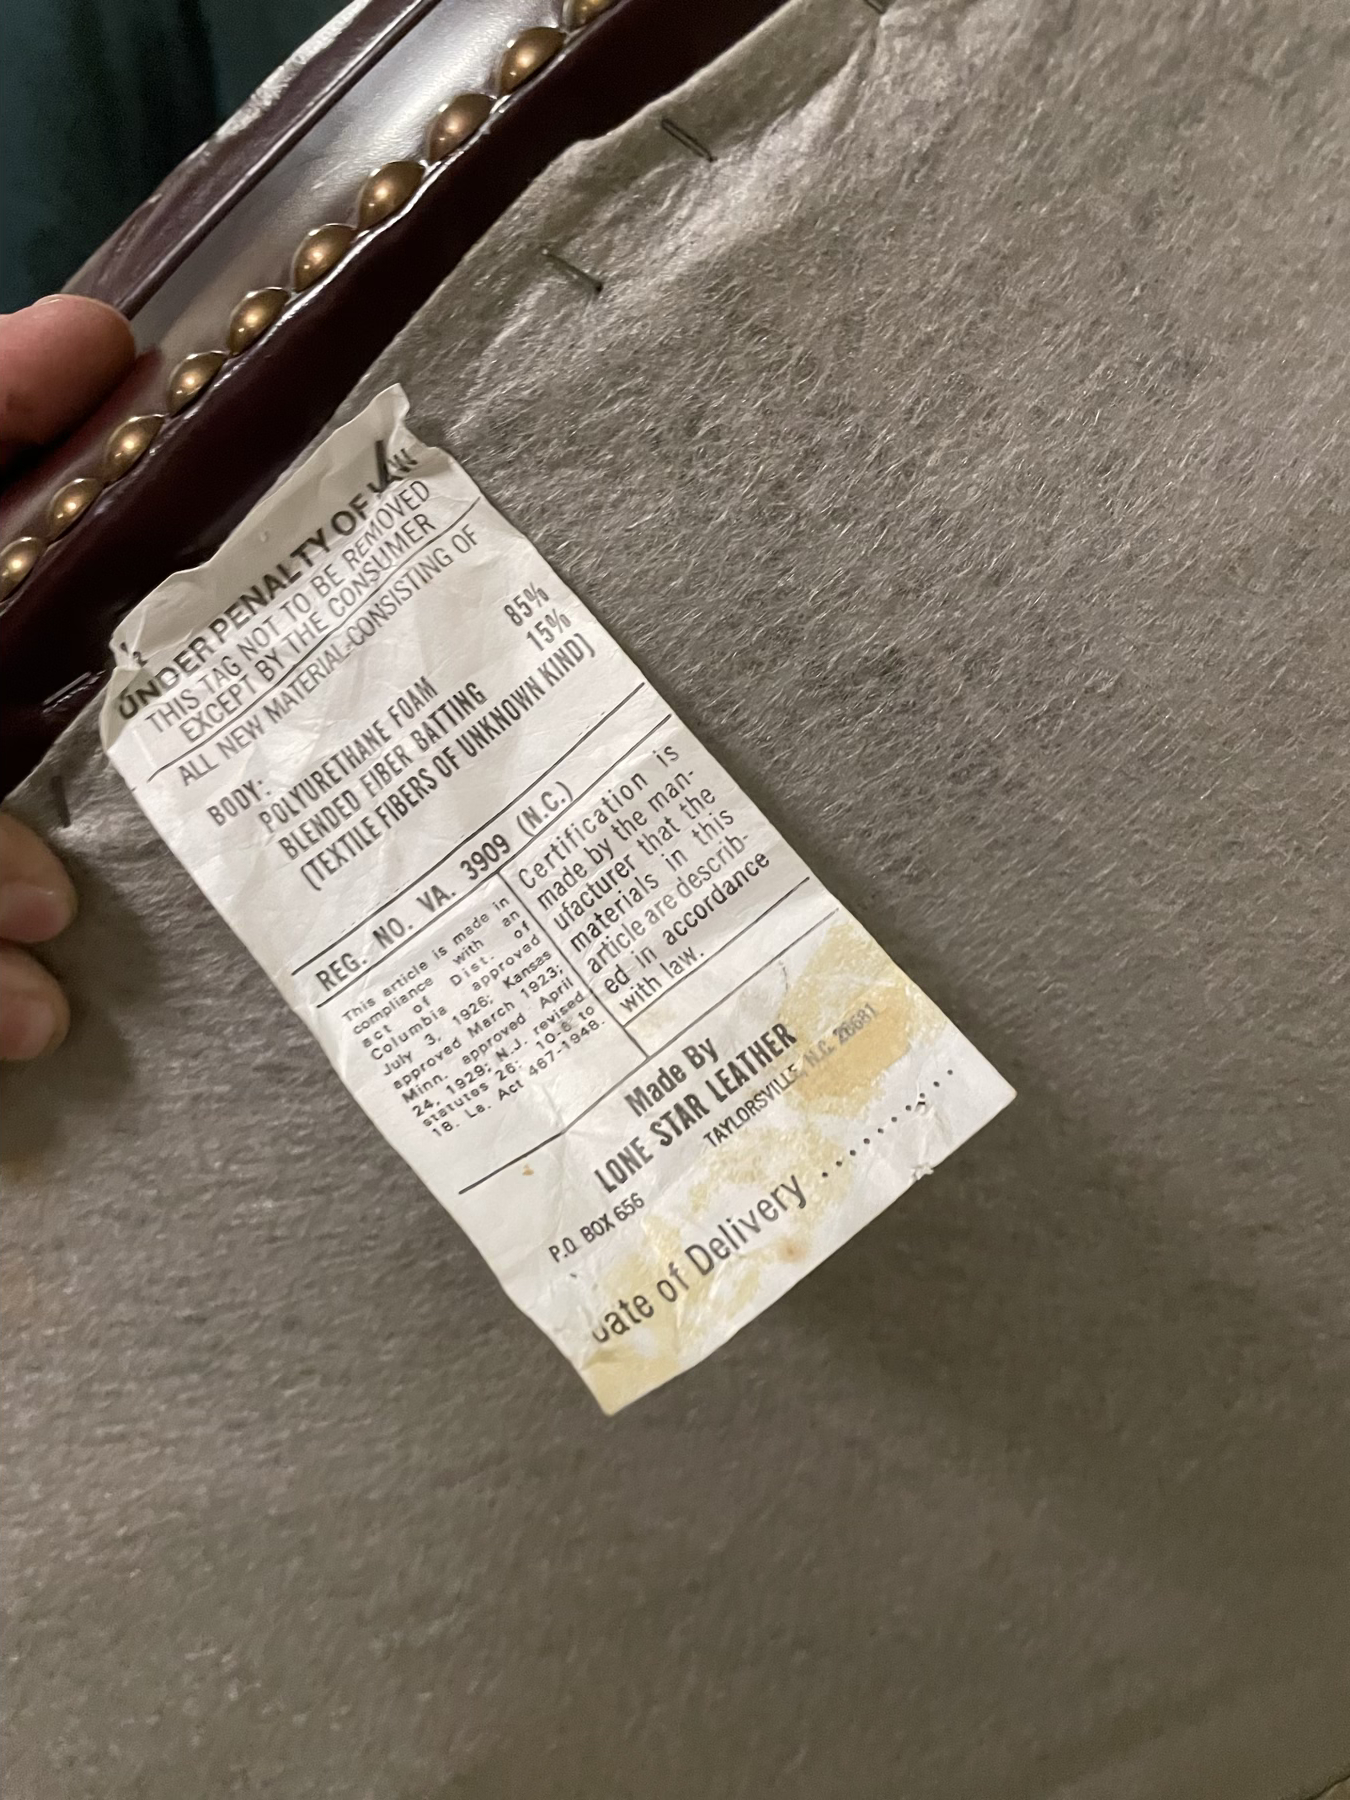 UNDER PENALTY OF LAW
THIS TAG NOT TO BE REMOVED
EXCEPT BY THE CONSUMER
ALL NEW MATERIAL-CONSISTING OF
BODY:
POLYURETHANE FOAM 85%
BLENDED FIBER BATTING 15%
(TEXTILE FIBERS OF UNKNOWN KIND)
REG. NO. VA. 3909 (N.C.)
This article is made in
compliance with an
act of Dist. of
Columbia approved
July 3, 1926; Kansas
approved March 1923;
Minn. approved April
24, 1929; N.J. revised
statutes 26: 10-6 to
18. La. Act 467-1948.
Certification is
made by the man-
ufacturer that the
materials in this
article are describ-
ed in accordance
with law.
Made By
LONE STAR LEATHER
P.O. BOX 656 TAYLORSVILLE, N.C. 28681
Date of Delivery ..........